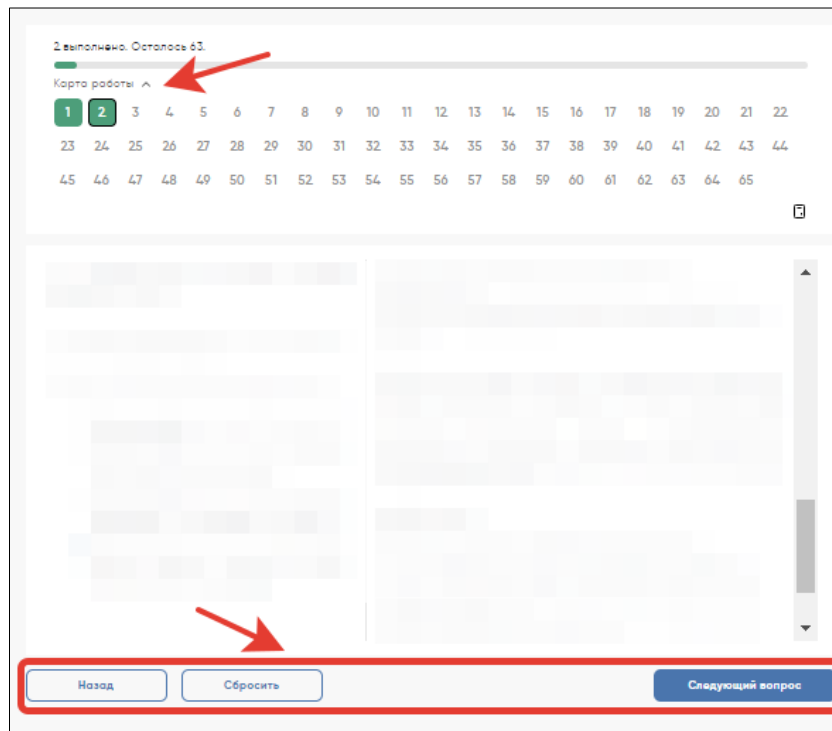 2 выполнено. Осталось 63.
Карта работы
1 2 3 4 5 6 7 8 9 10 11 12 13 14 15 16 17 18 19 20 21 22
23 24 25 26 27 28 29 30 31 32 33 34 35 36 37 38 39 40 41 42 43 44
45 46 47 48 49 50 51 52 53 54 55 56 57 58 59 60 61 62 63 64 65
Назад Сбросить Следующий вопрос